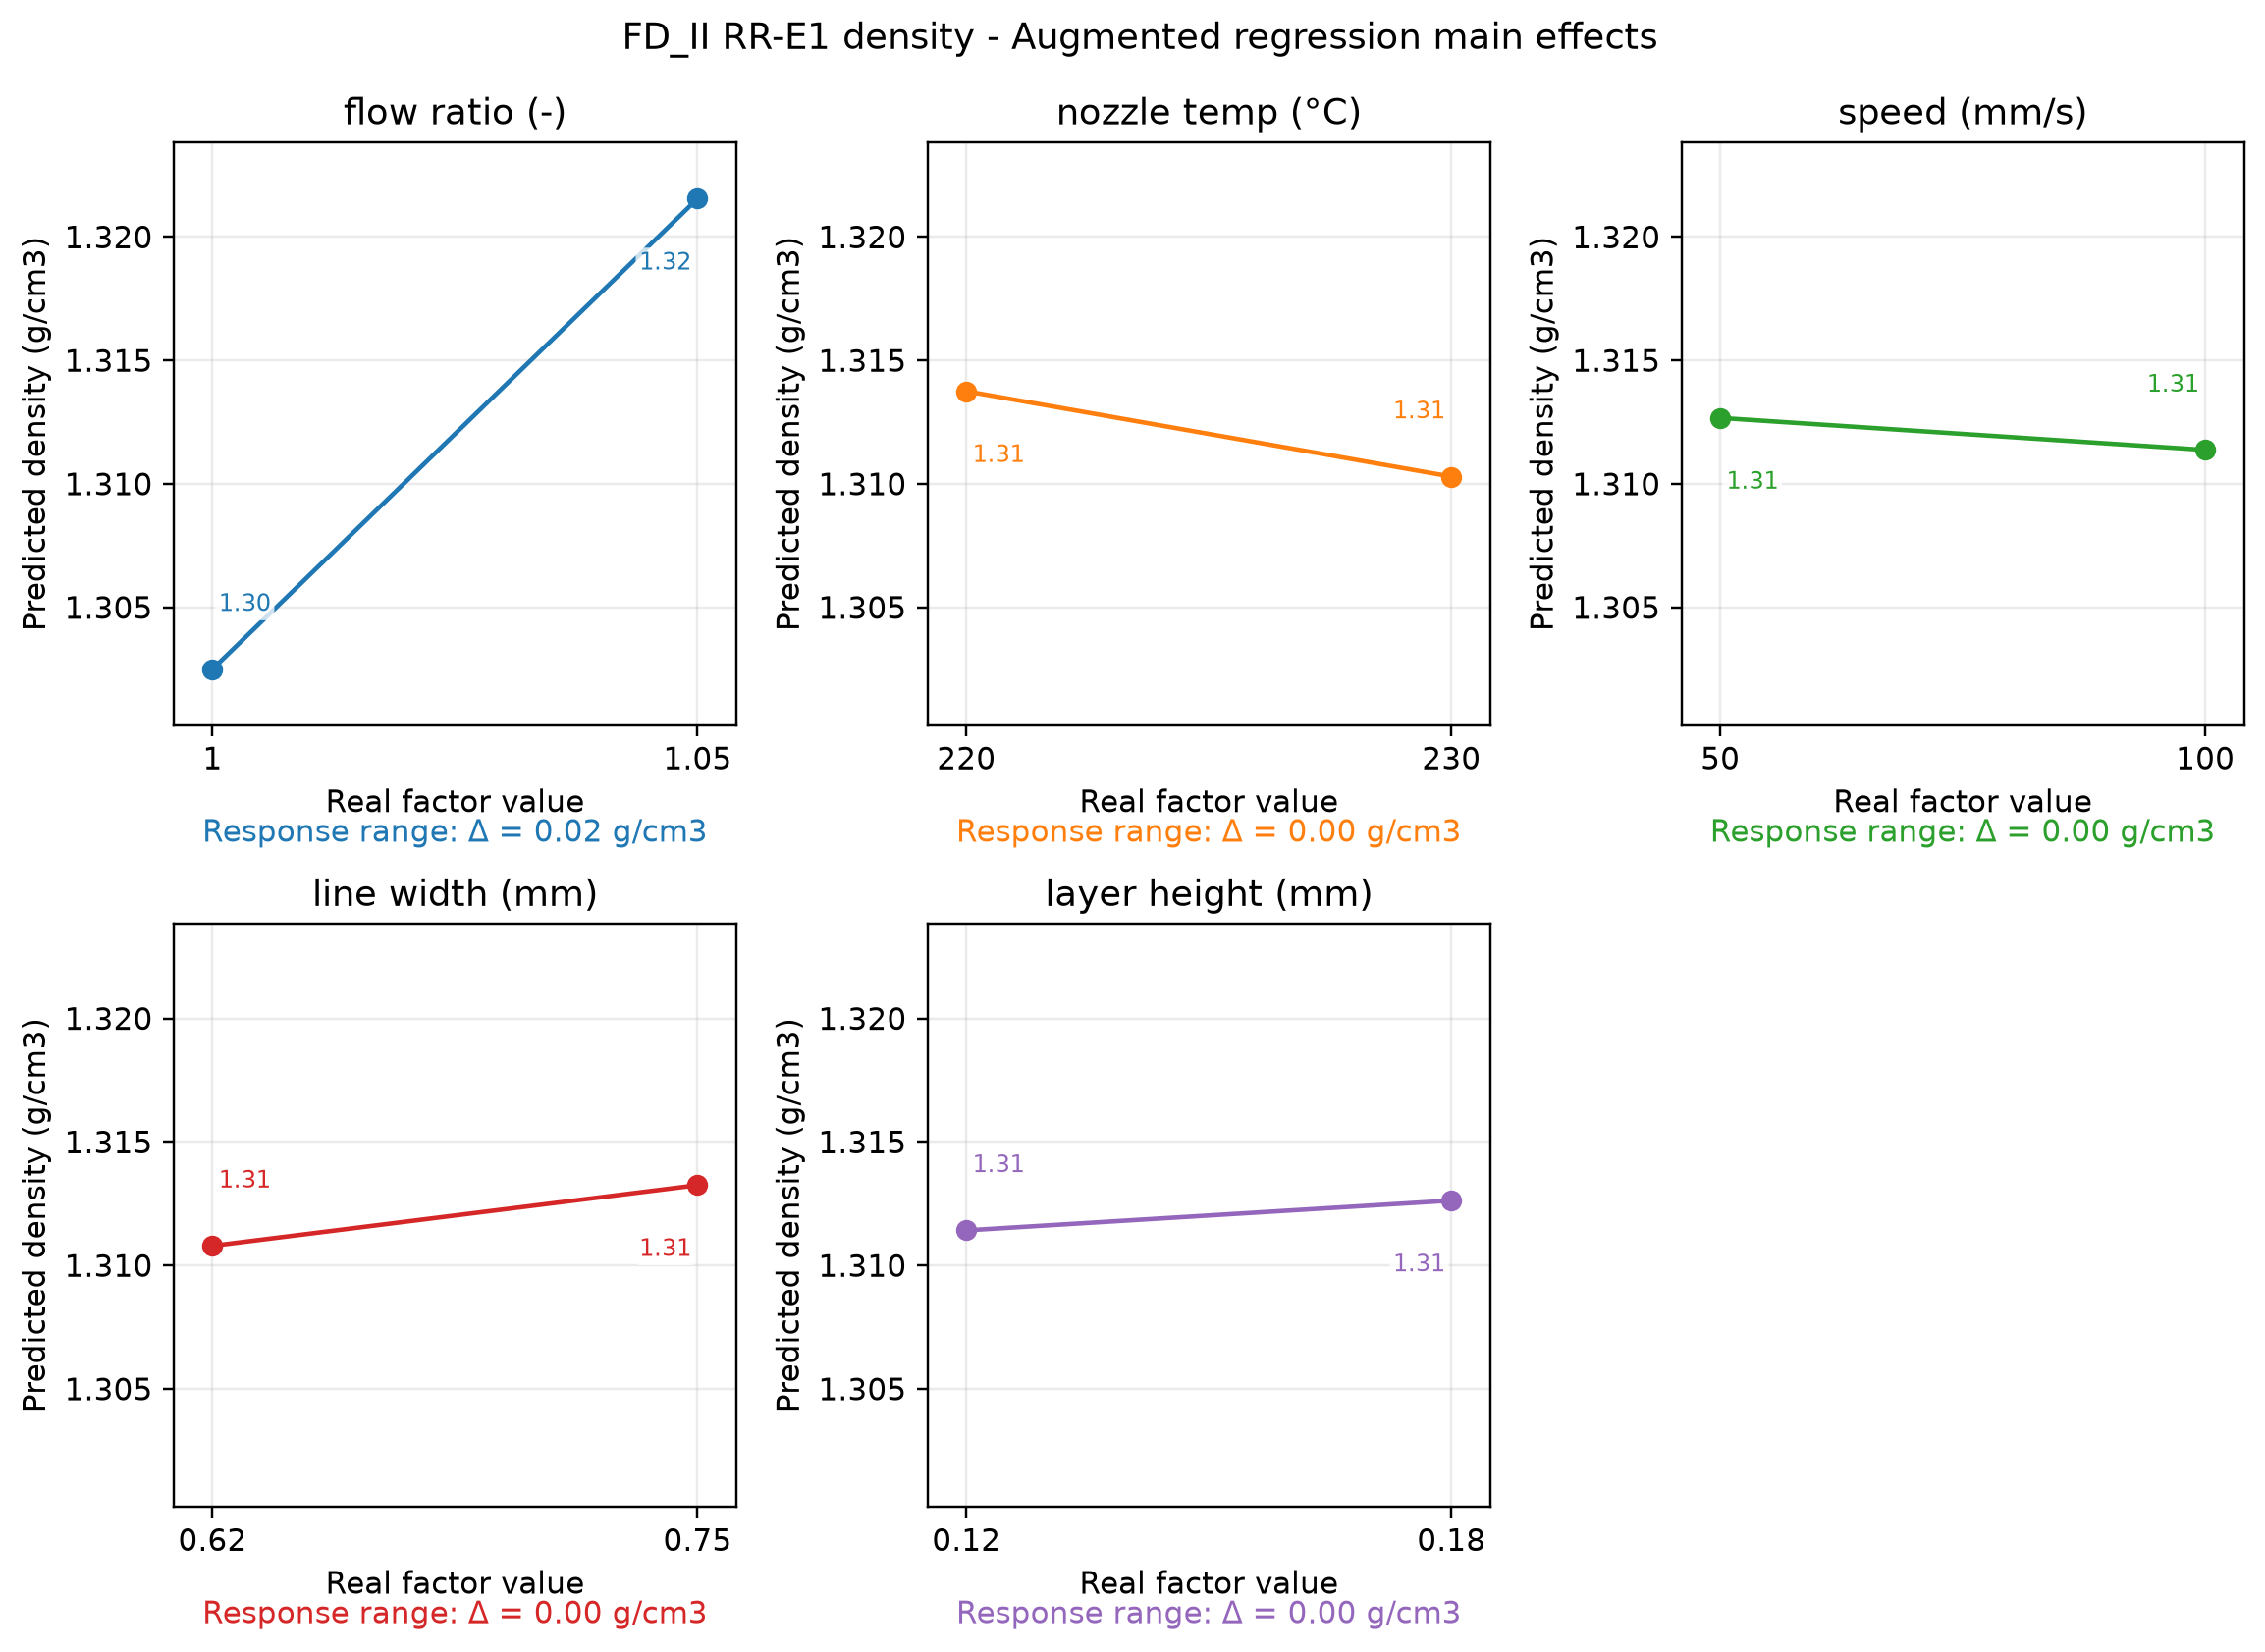 FD_II RR-E1 density - Augmented regression main effects
flow ratio (-)
Predicted density (g/cm3)
1.320
1.315
1.310
1.305
1.32
1.30
1
1.05
Real factor value
Response range: Δ = 0.02 g/cm3
nozzle temp (°C)
Predicted density (g/cm3)
1.320
1.315
1.310
1.305
1.31
1.31
220
230
Real factor value
Response range: Δ = 0.00 g/cm3
speed (mm/s)
Predicted density (g/cm3)
1.320
1.315
1.310
1.305
1.31
1.31
50
100
Real factor value
Response range: Δ = 0.00 g/cm3
line width (mm)
Predicted density (g/cm3)
1.320
1.315
1.310
1.305
1.31
1.31
0.62
0.75
Real factor value
Response range: Δ = 0.00 g/cm3
layer height (mm)
Predicted density (g/cm3)
1.320
1.315
1.310
1.305
1.31
1.31
0.12
0.18
Real factor value
Response range: Δ = 0.00 g/cm3